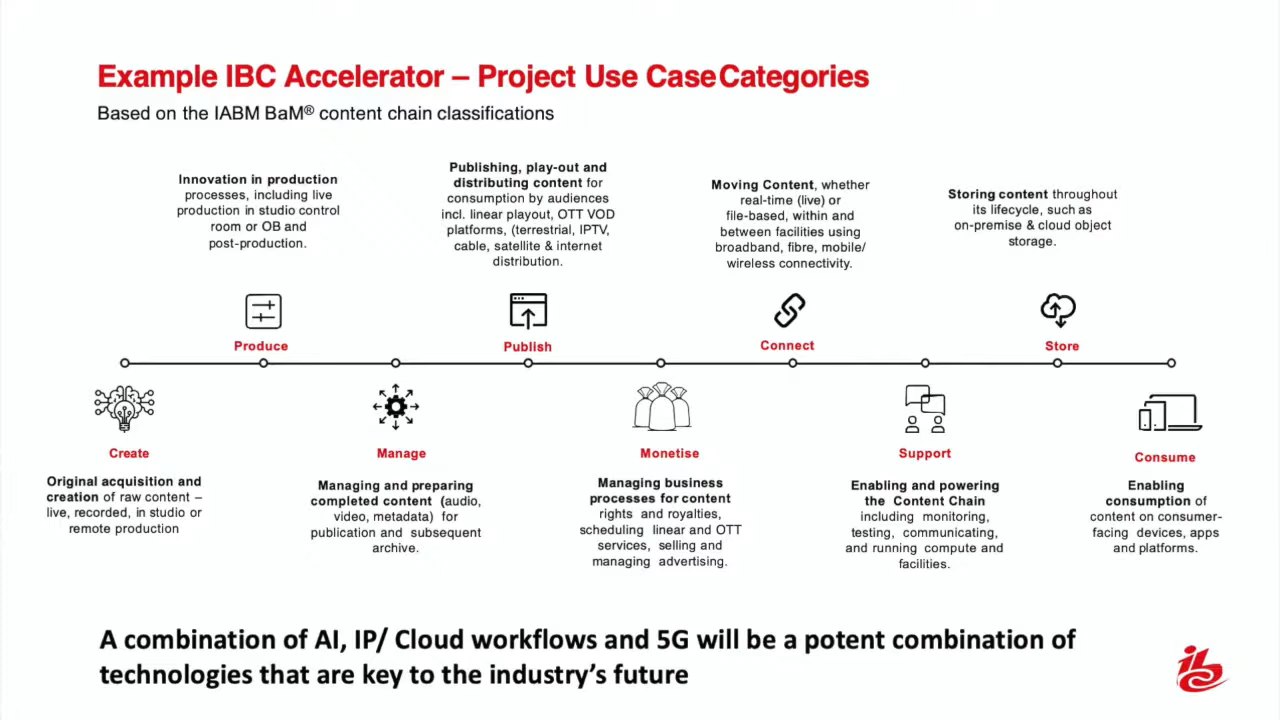 Example IBC Accelerator – Project Use Case Categories
Based on the IABM BaM® content chain classifications
Innovation in production
processes, including live
production in studio control
room or OB and
post-production.
Produce
Publishing, play-out and
distributing content for
consumption by audiences
incl. linear playout, OTT VOD
platforms, (terrestrial, IPTV,
cable, satellite & internet
distribution.
Publish
Moving Content, whether
real-time (live) or
file-based, within and
between facilities using
broadband, fibre, mobile/
wireless connectivity.
Connect
Storing content throughout
its lifecycle, such as
on-premise & cloud object
storage.
Store
Create
Original acquisition and
creation of raw content –
live, recorded, in studio or
remote production
Manage
Managing and preparing
completed content (audio,
video, metadata) for
publication and subsequent
archive.
Monetise
Managing business
processes for content
rights and royalties,
scheduling linear and OTT
services, selling and
managing advertising.
Support
Enabling and powering
the Content Chain
including monitoring,
testing, communicating,
and running compute and
facilities.
Consume
Enabling
consumption of
content on consumer-
facing devices, apps
and platforms.
A combination of AI, IP/ Cloud workflows and 5G will be a potent combination of
technologies that are key to the industry’s future
ibc